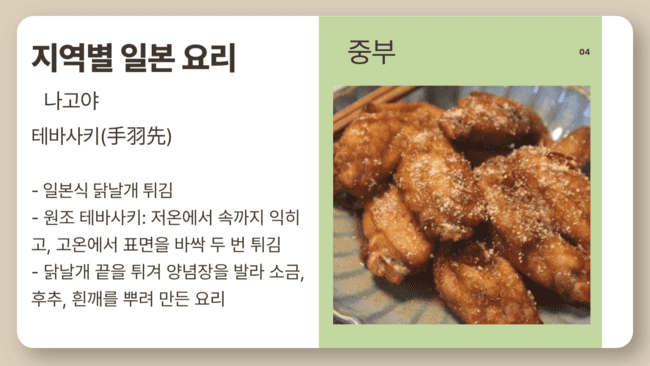 지역별 일본 요리
나고야
테바사키(手羽先)
- 일본식 닭날개 튀김
- 원조 테바사키: 저온에서 속까지 익히
고, 고온에서 표면을 바싹 두 번 튀김
- 닭날개 끝을 튀겨 양념장을 발라 소금,
후추, 흰깨를 뿌려 만든 요리
중부
04